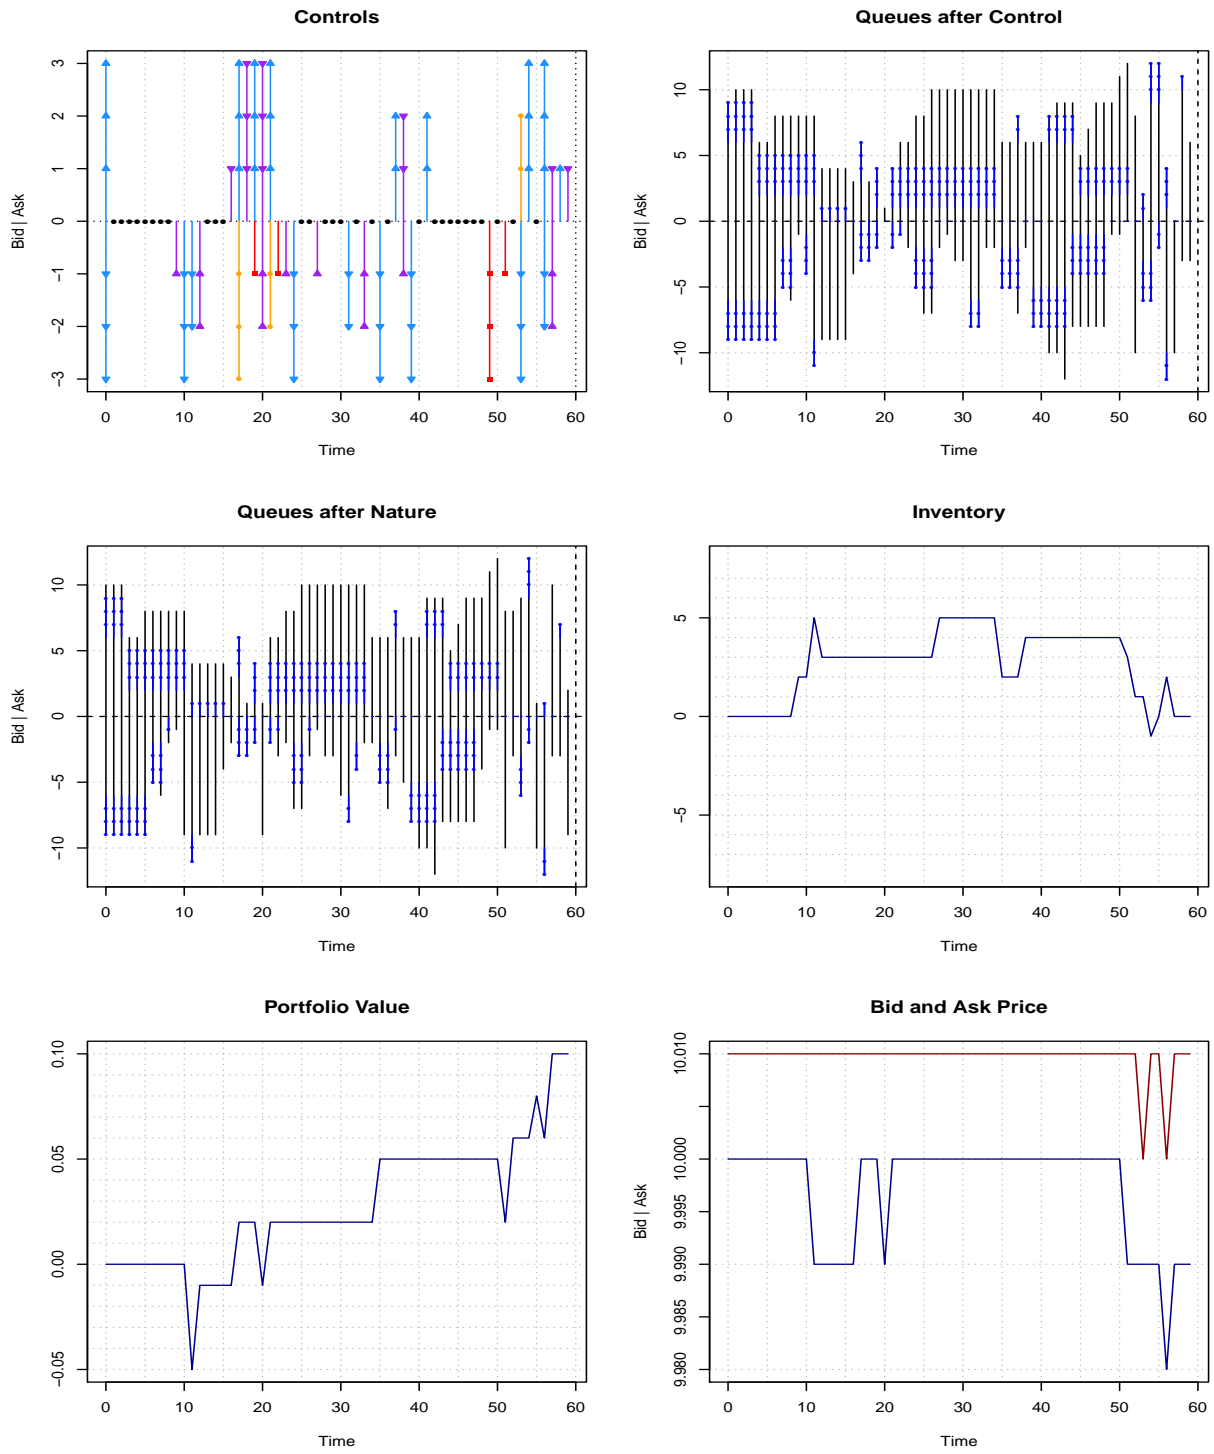 Controls
Bid | Ask
3
2
1
0
-1
-2
-3
0 10 20 30 40 50 60
Time
Queues after Control
Bid | Ask
10
5
0
−5
−10
0 10 20 30 40 50 60
Time
Queues after Nature
Bid | Ask
10
5
0
−5
−10
0 10 20 30 40 50 60
Time
Inventory
5
0
−5
0 10 20 30 40 50 60
Time
Portfolio Value
0.10
0.05
0.00
−0.05
0 10 20 30 40 50 60
Time
Bid and Ask Price
Bid | Ask
10.010
10.000
9.995
9.990
9.985
9.980
0 10 20 30 40 50 60
Time